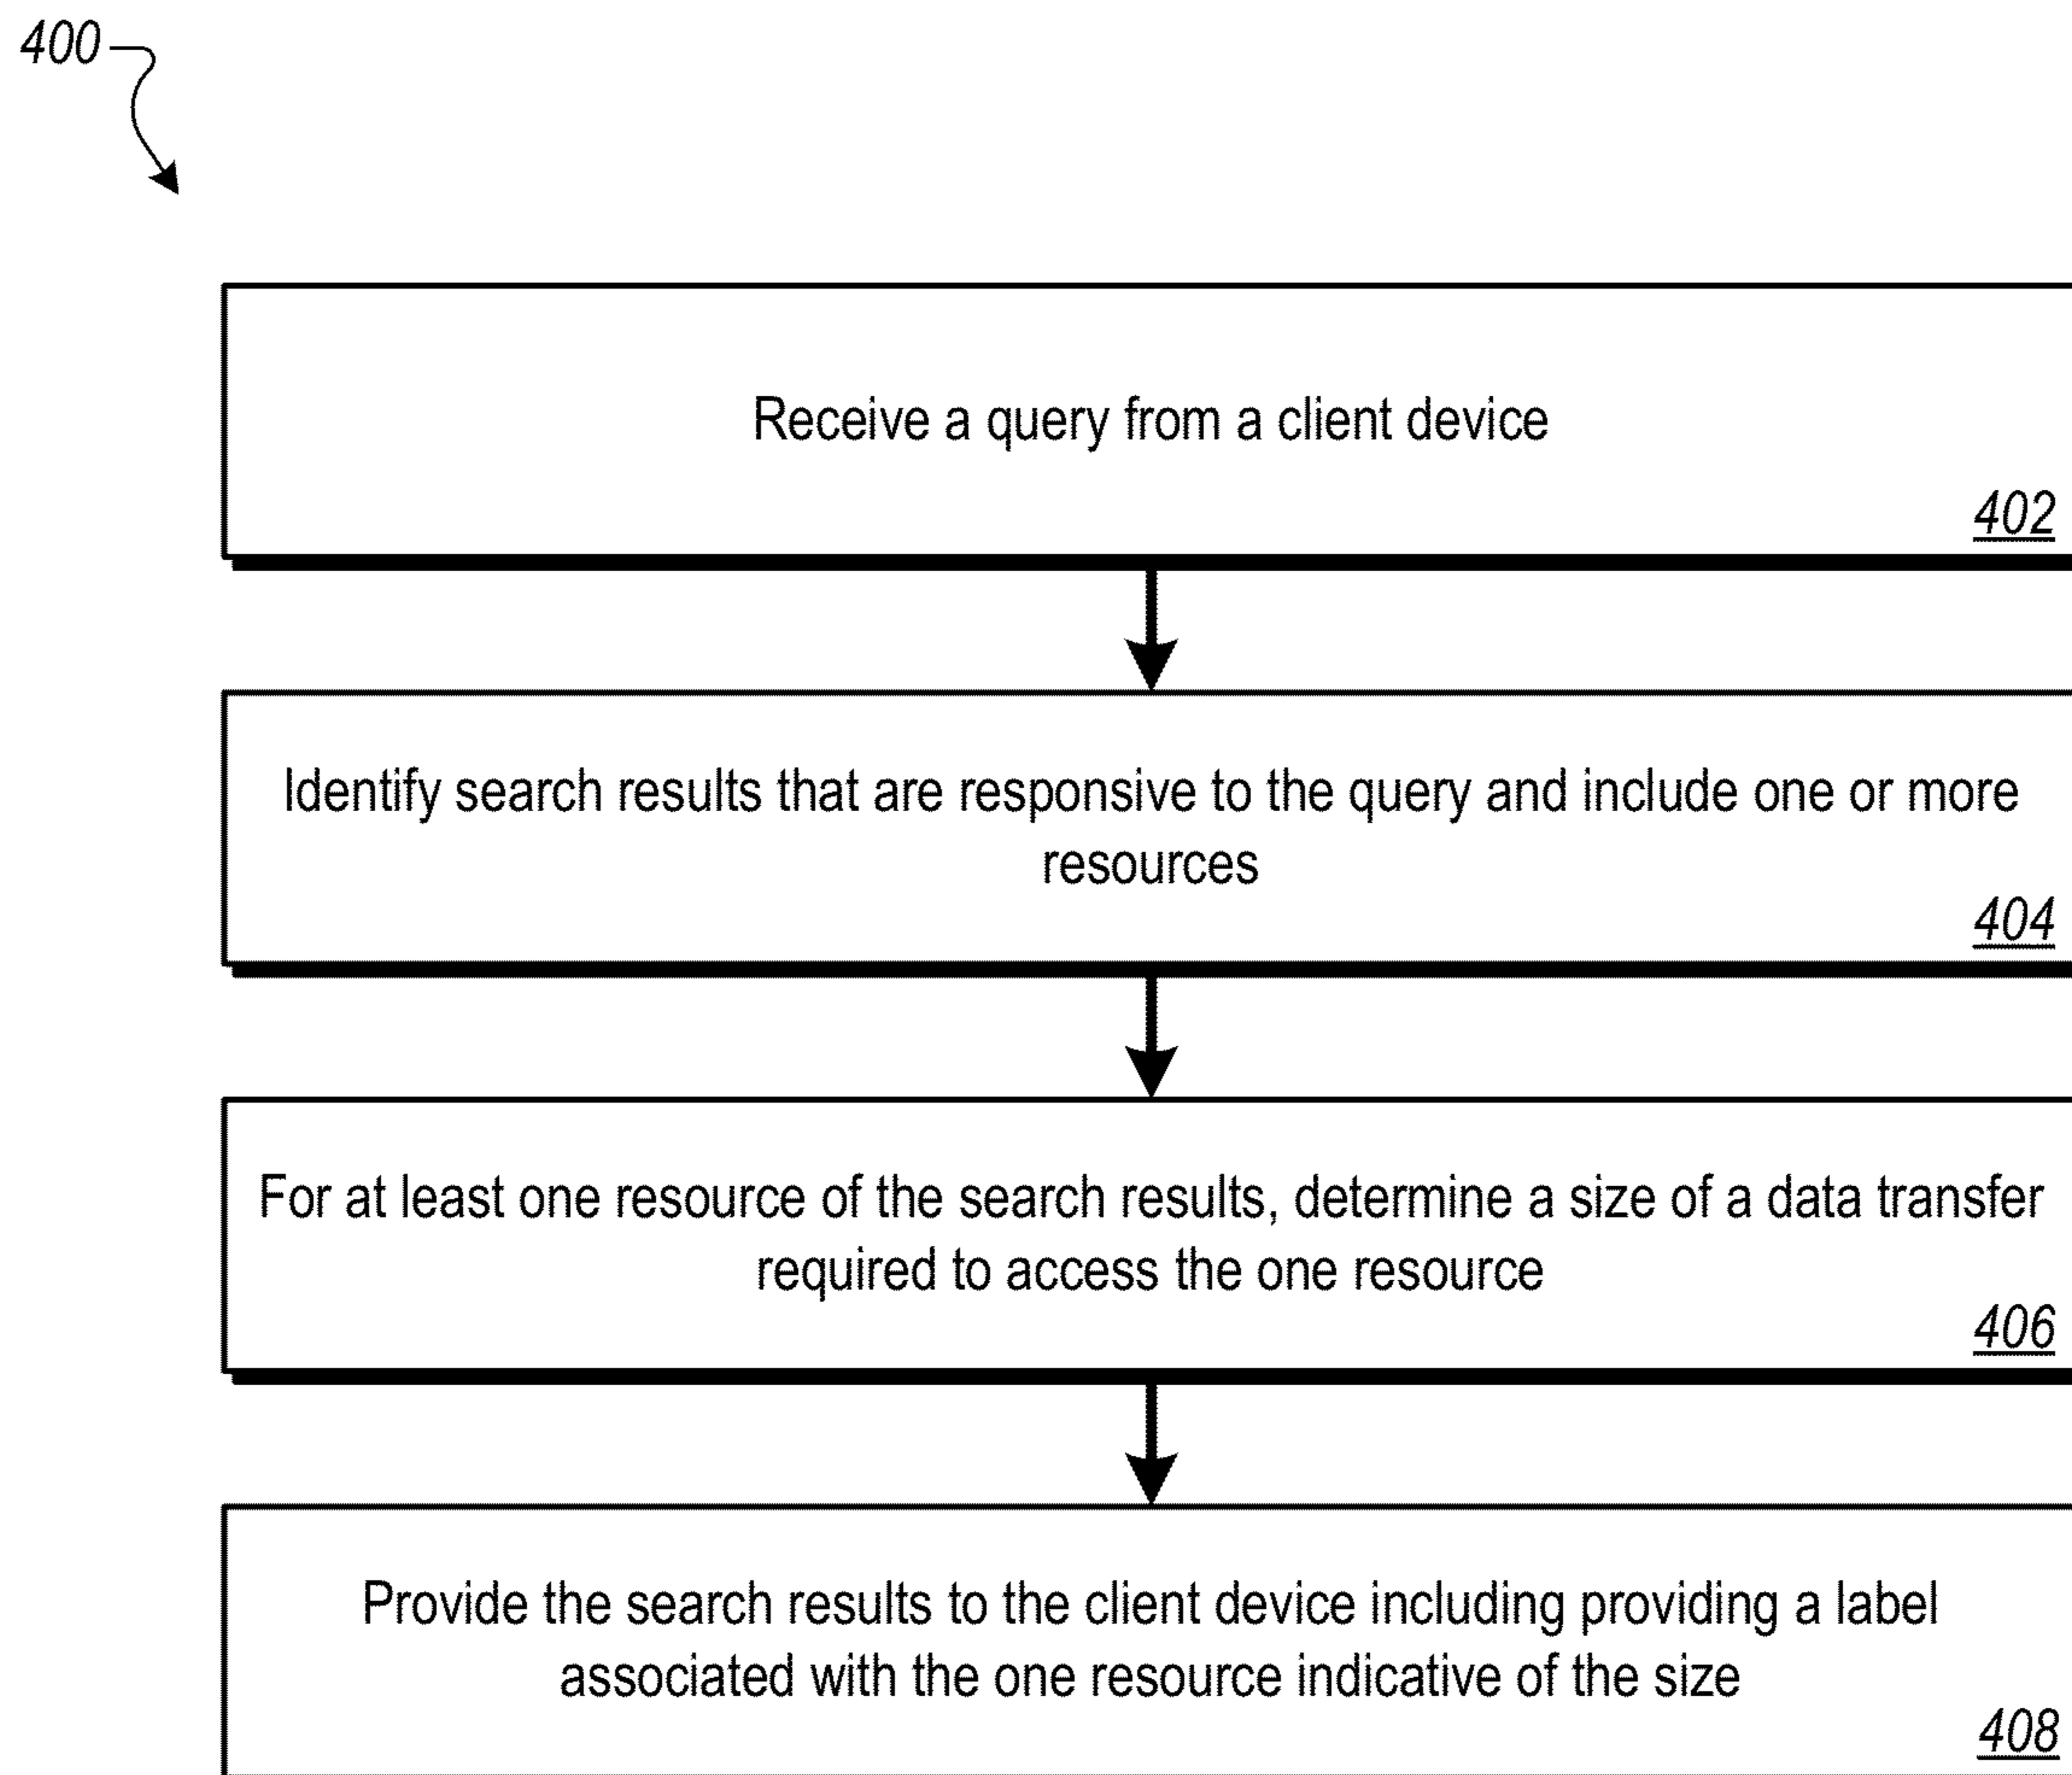 400
Receive a query from a client device
402
Identify search results that are responsive to the query and include one or more
resources
404
For at least one resource of the search results, determine a size of a data transfer
required to access the one resource
406
Provide the search results to the client device including providing a label
associated with the one resource indicative of the size
408